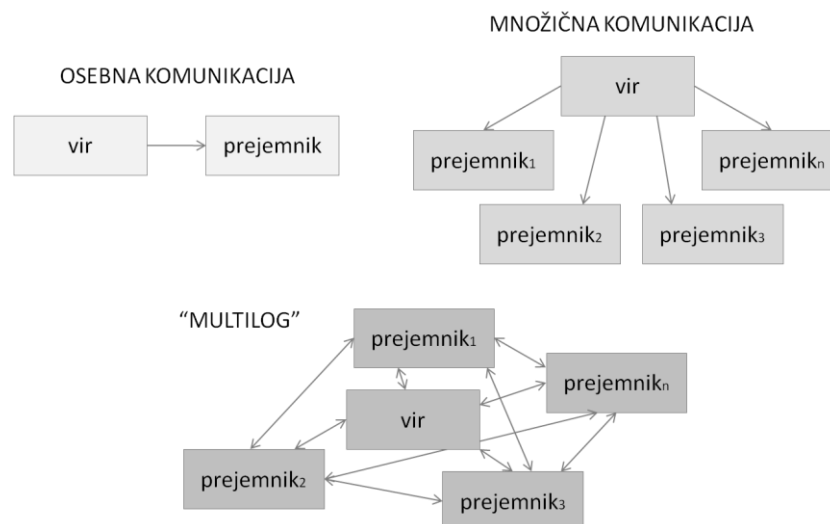 OSEBNA KOMUNIKACIJA
vir
prejemnik
MNOŽIČNA KOMUNIKACIJA
vir
prejemnik₁
prejemnikₙ
prejemnik₂
prejemnik₃
“MULTILOG”
prejemnik₁
prejemnikₙ
vir
prejemnik₂
prejemnik₃